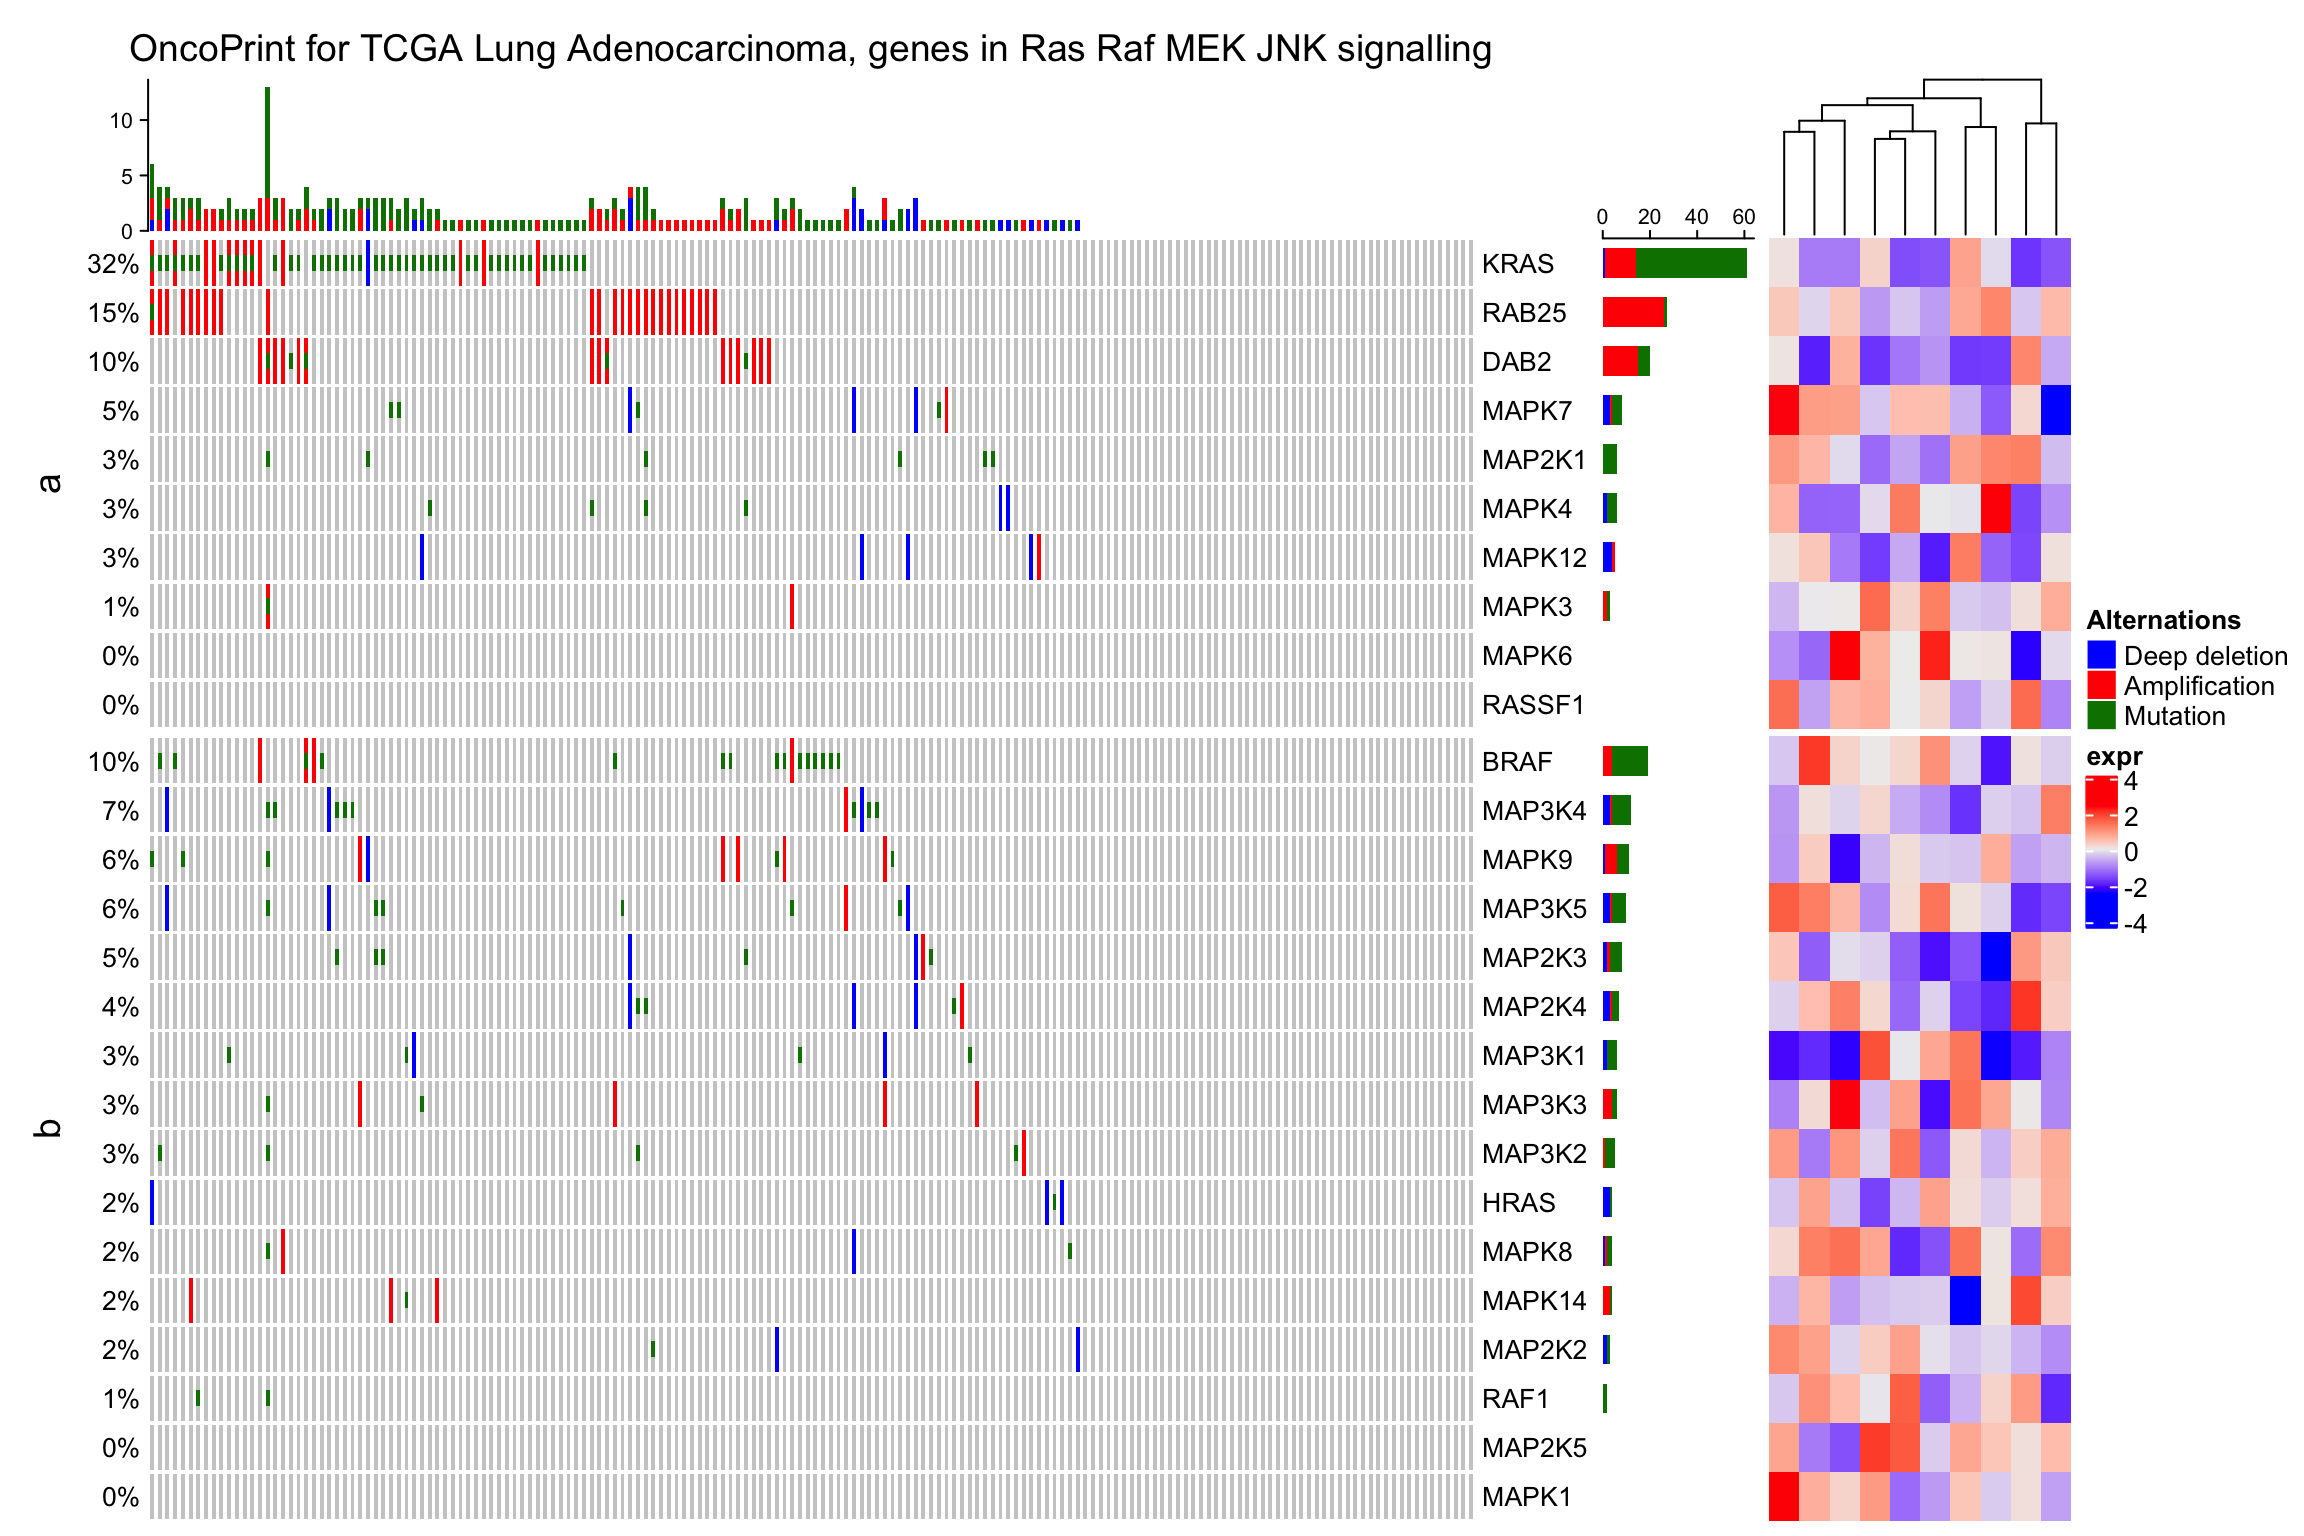 OncoPrint for TCGA Lung Adenocarcinoma, genes in Ras Raf MEK JNK signalling
10
5
0
0 20 40 60
a
32% KRAS
15% RAB25
10% DAB2
5% MAPK7
3% MAP2K1
3% MAPK4
3% MAPK12
1% MAPK3
0% MAPK6
0% RASSF1
b
10% BRAF
7% MAP3K4
6% MAPK9
6% MAP3K5
5% MAP2K3
4% MAP2K4
3% MAP3K1
3% MAP3K3
3% MAP3K2
2% HRAS
2% MAPK8
2% MAPK14
2% MAP2K2
1% RAF1
0% MAP2K5
0% MAPK1
Alternations
Deep deletion
Amplification
Mutation
expr
4
2
0
-2
-4